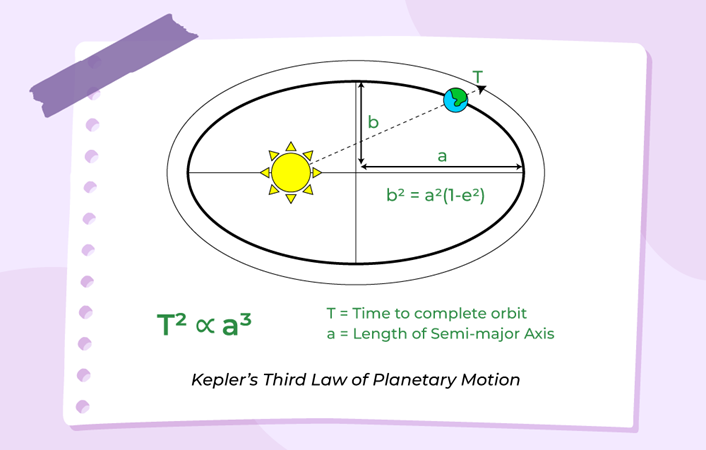 T
b
a
b² = a²(1-e²)
T² ∝ a³
T = Time to complete orbit
a = Length of Semi-major Axis
Kepler's Third Law of Planetary Motion